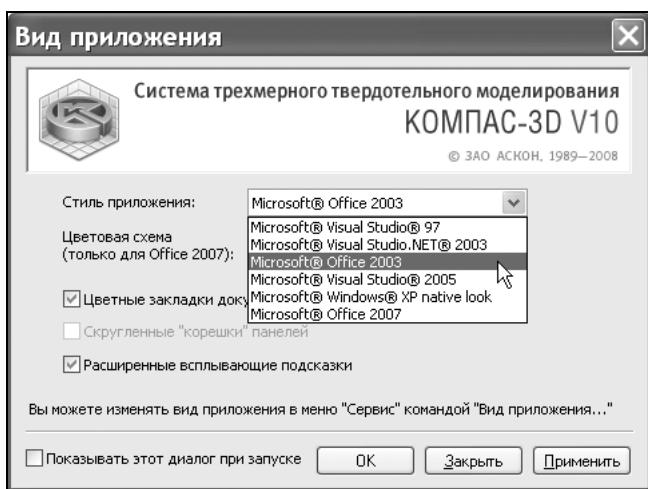 Вид приложения
Система трехмерного твердотельного моделирования
КОМПАС-3D V10
© ЗАО АСКОН, 1989—2008
Стиль приложения:
Microsoft® Office 2003
Microsoft® Visual Studio® 97
Цветовая схема
Microsoft® Visual Studio.NET® 2003
(только для Office 2007):
Microsoft® Office 2003
Microsoft® Visual Studio® 2005
Цветные закладки доку
Microsoft® Windows® XP native look
Microsoft® Office 2007
Скругленные "корешки" панелей
Расширенные всплывающие подсказки
Вы можете изменять вид приложения в меню "Сервис" командой "Вид приложения..."
Показывать этот диалог при запуске
OK
Закрыть
Применить